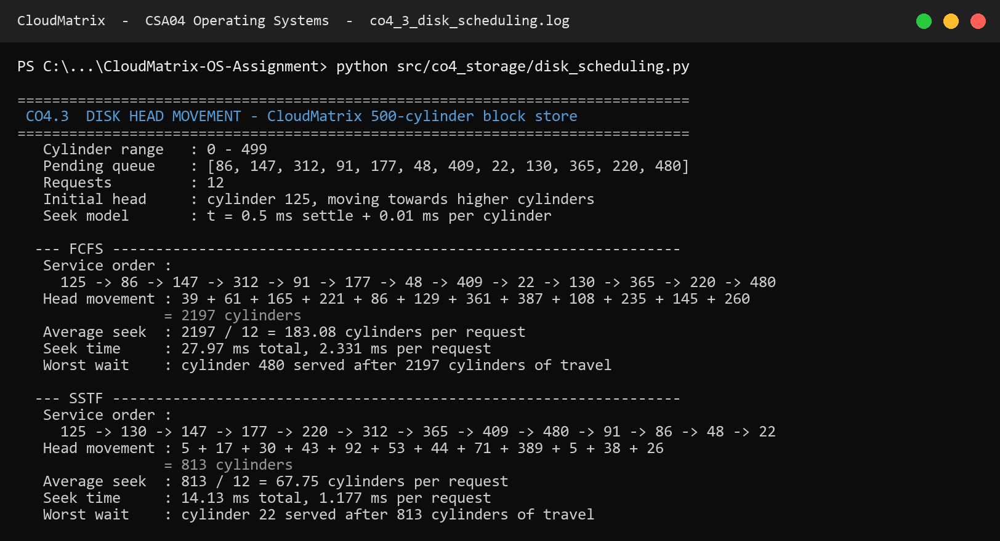 CloudMatrix  -  CSA04 Operating Systems  -  co4_3_disk_scheduling.log
PS C:\...\CloudMatrix-OS-Assignment> python src/co4_storage/disk_scheduling.py
==============================================================================
 CO4.3  DISK HEAD MOVEMENT - CloudMatrix 500-cylinder block store
==============================================================================
   Cylinder range   : 0 - 499
   Pending queue    : [86, 147, 312, 91, 177, 48, 409, 22, 130, 365, 220, 480]
   Requests         : 12
   Initial head     : cylinder 125, moving towards higher cylinders
   Seek model       : t = 0.5 ms settle + 0.01 ms per cylinder
  --- FCFS ------------------------------------------------------------------
   Service order :
     125 -> 86 -> 147 -> 312 -> 91 -> 177 -> 48 -> 409 -> 22 -> 130 -> 365 -> 220 -> 480
   Head movement : 39 + 61 + 165 + 221 + 86 + 129 + 361 + 387 + 108 + 235 + 145 + 260
                 = 2197 cylinders
   Average seek  : 2197 / 12 = 183.08 cylinders per request
   Seek time     : 27.97 ms total, 2.331 ms per request
   Worst wait    : cylinder 480 served after 2197 cylinders of travel
  --- SSTF ------------------------------------------------------------------
   Service order :
     125 -> 130 -> 147 -> 177 -> 220 -> 312 -> 365 -> 409 -> 480 -> 91 -> 86 -> 48 -> 22
   Head movement : 5 + 17 + 30 + 43 + 92 + 53 + 44 + 71 + 389 + 5 + 38 + 26
                 = 813 cylinders
   Average seek  : 813 / 12 = 67.75 cylinders per request
   Seek time     : 14.13 ms total, 1.177 ms per request
   Worst wait    : cylinder 22 served after 813 cylinders of travel